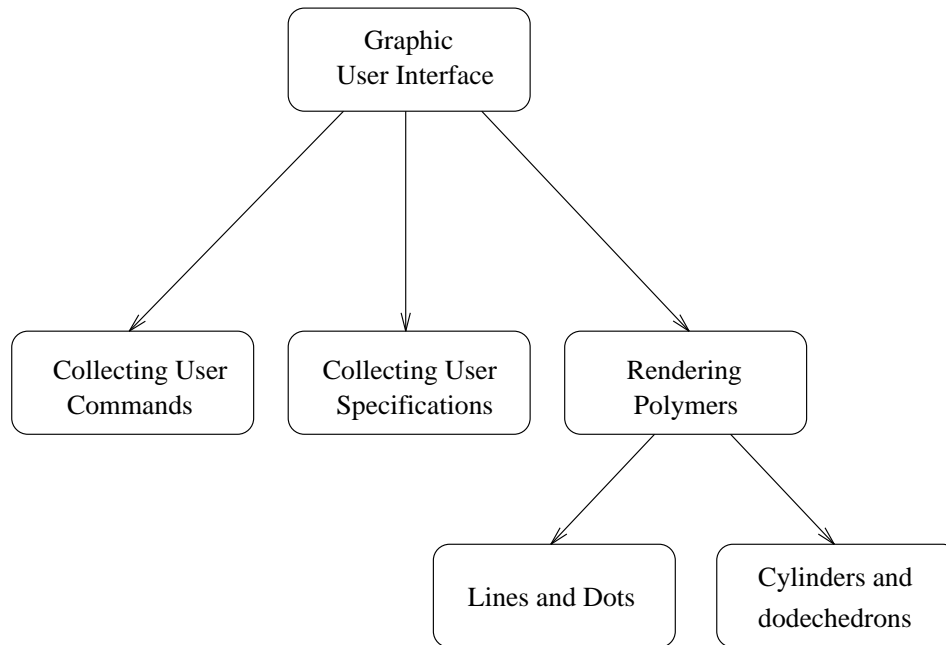 Graphic
User Interface
Collecting User
Commands
Collecting User
Specifications
Rendering
Polymers
Lines and Dots
Cylinders and
dodechedrons